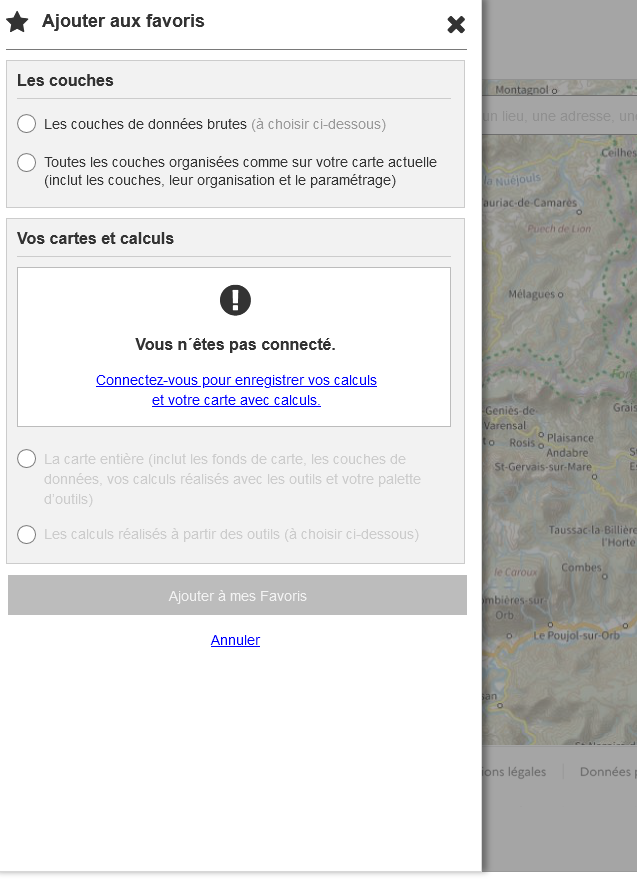 Ajouter aux favoris
Les couches
Les couches de données brutes (à choisir ci-dessous)
Toutes les couches organisées comme sur votre carte actuelle
(inclut les couches, leur organisation et le paramétrage)
Vos cartes et calculs
Vous n´êtes pas connecté.
Connectez-vous pour enregistrer vos calculs
et votre carte avec calculs.
La carte entière (inclut les fonds de carte, les couches de
données, vos calculs réalisés avec les outils et votre palette
d'outils)
Les calculs réalisés à partir des outils (à choisir ci-dessous)
Ajouter à mes Favoris
Annuler
Montagnol
un lieu, une adresse, une
Ceilhes
la Nuéjouls
auriac-de-Camarès
Puech de Lion
Mélagues
Graiss
-Geniès-de-
Varensal
Rosis
Plaisance
Andabre
St-Gervais-sur-Mare
Taussac-la Billière
l'Horte
le Caroux
Combes
ombières-sur-
Orb
Le Poujol-sur-Orb
ions légales
Données p